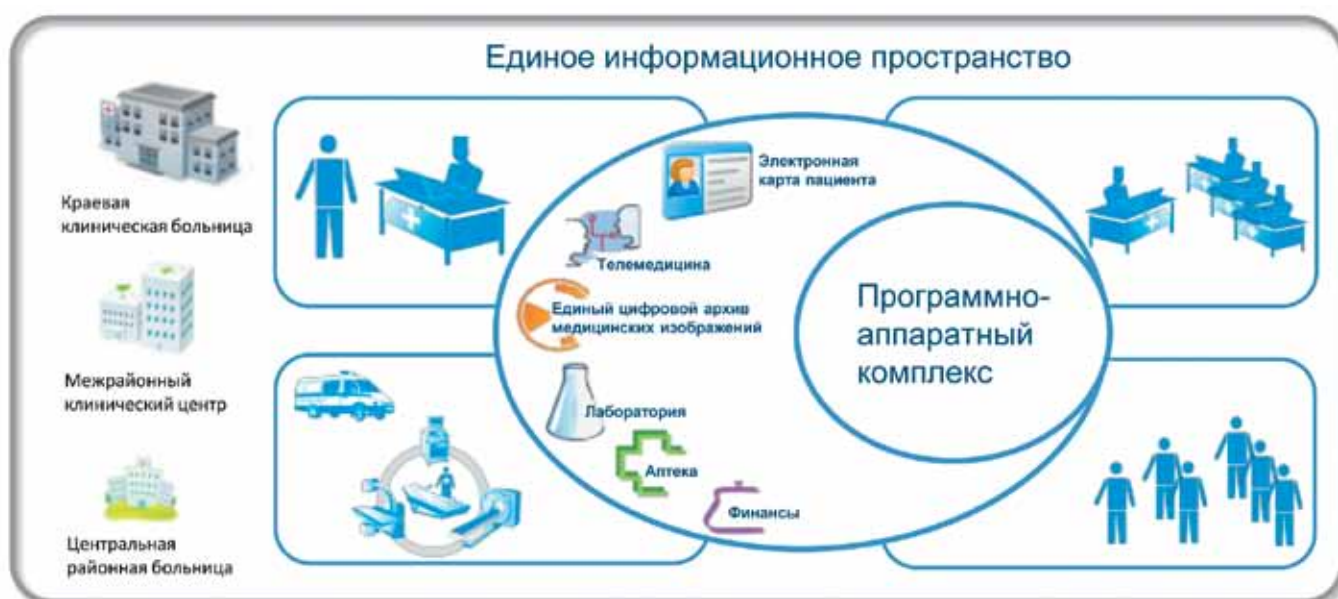 Единое информационное пространство
Краевая
клиническая больница
Межрайонный
клинический центр
Центральная
районная больница
Электронная
карта пациента
Телемедицина
Единый цифровой архив
медицинских изображений
Лаборатория
Аптека
Финансы
Программно-
аппаратный
комплекс